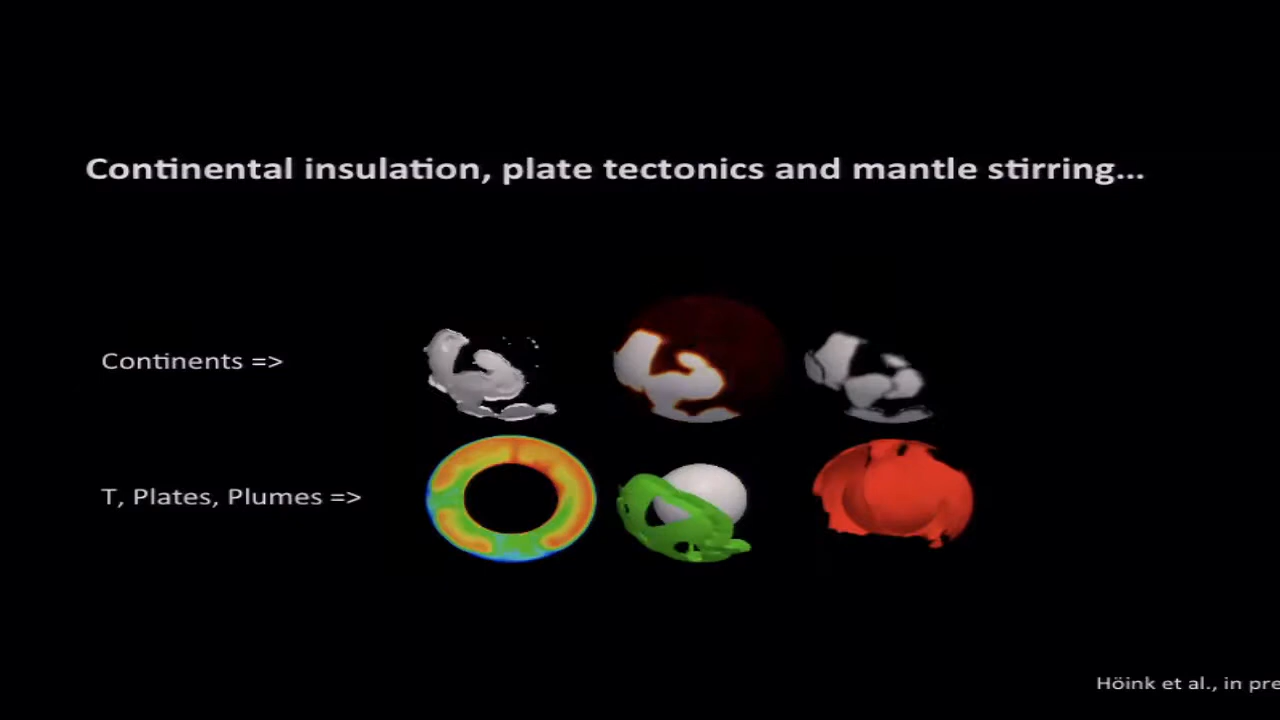 Continental insulation, plate tectonics and mantle stirring...
Continents =>
T, Plates, Plumes =>
Höink et al., in pre